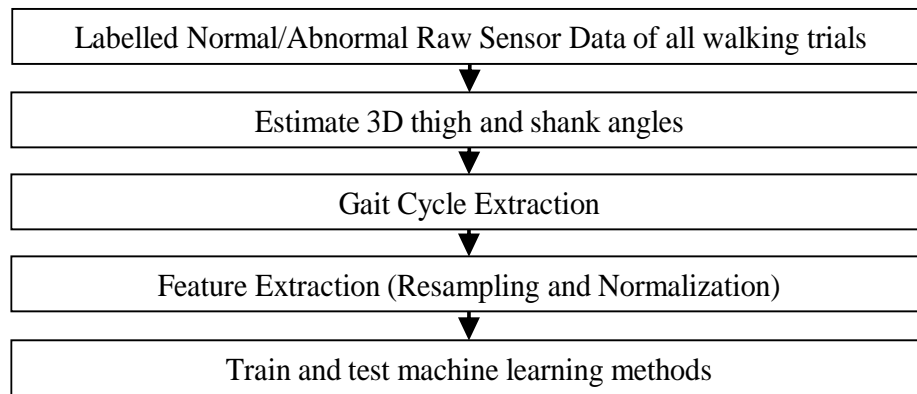 Labelled Normal/Abnormal Raw Sensor Data of all walking trials
Estimate 3D thigh and shank angles
Gait Cycle Extraction
Feature Extraction (Resampling and Normalization)
Train and test machine learning methods